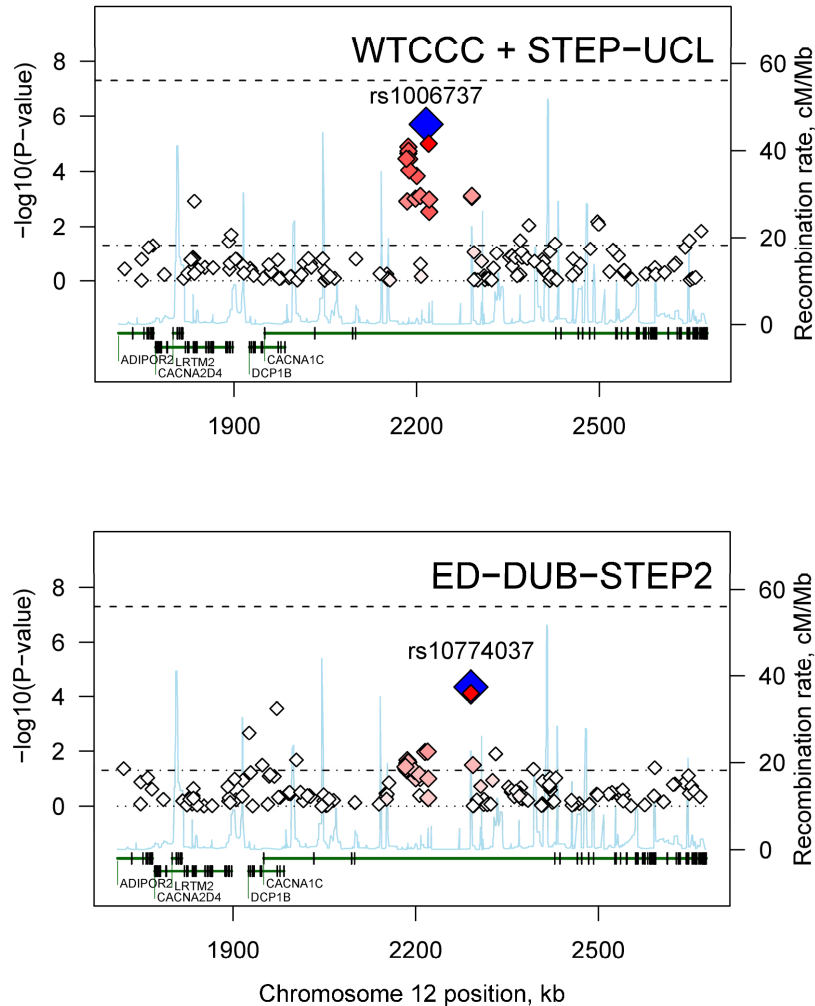 WTCCC + STEP−UCL
rs1006737
−log10(P−value)
8
6
4
2
0
Recombination rate, cM/Mb
60
40
20
0
ADIPOR2
LRTM2
CACNA1C
CACNA2D4
DCP1B
1900
2200
2500
ED−DUB−STEP2
rs10774037
−log10(P−value)
8
6
4
2
0
Recombination rate, cM/Mb
60
40
20
0
ADIPOR2
LRTM2
CACNA1C
CACNA2D4
DCP1B
1900
2200
2500
Chromosome 12 position, kb